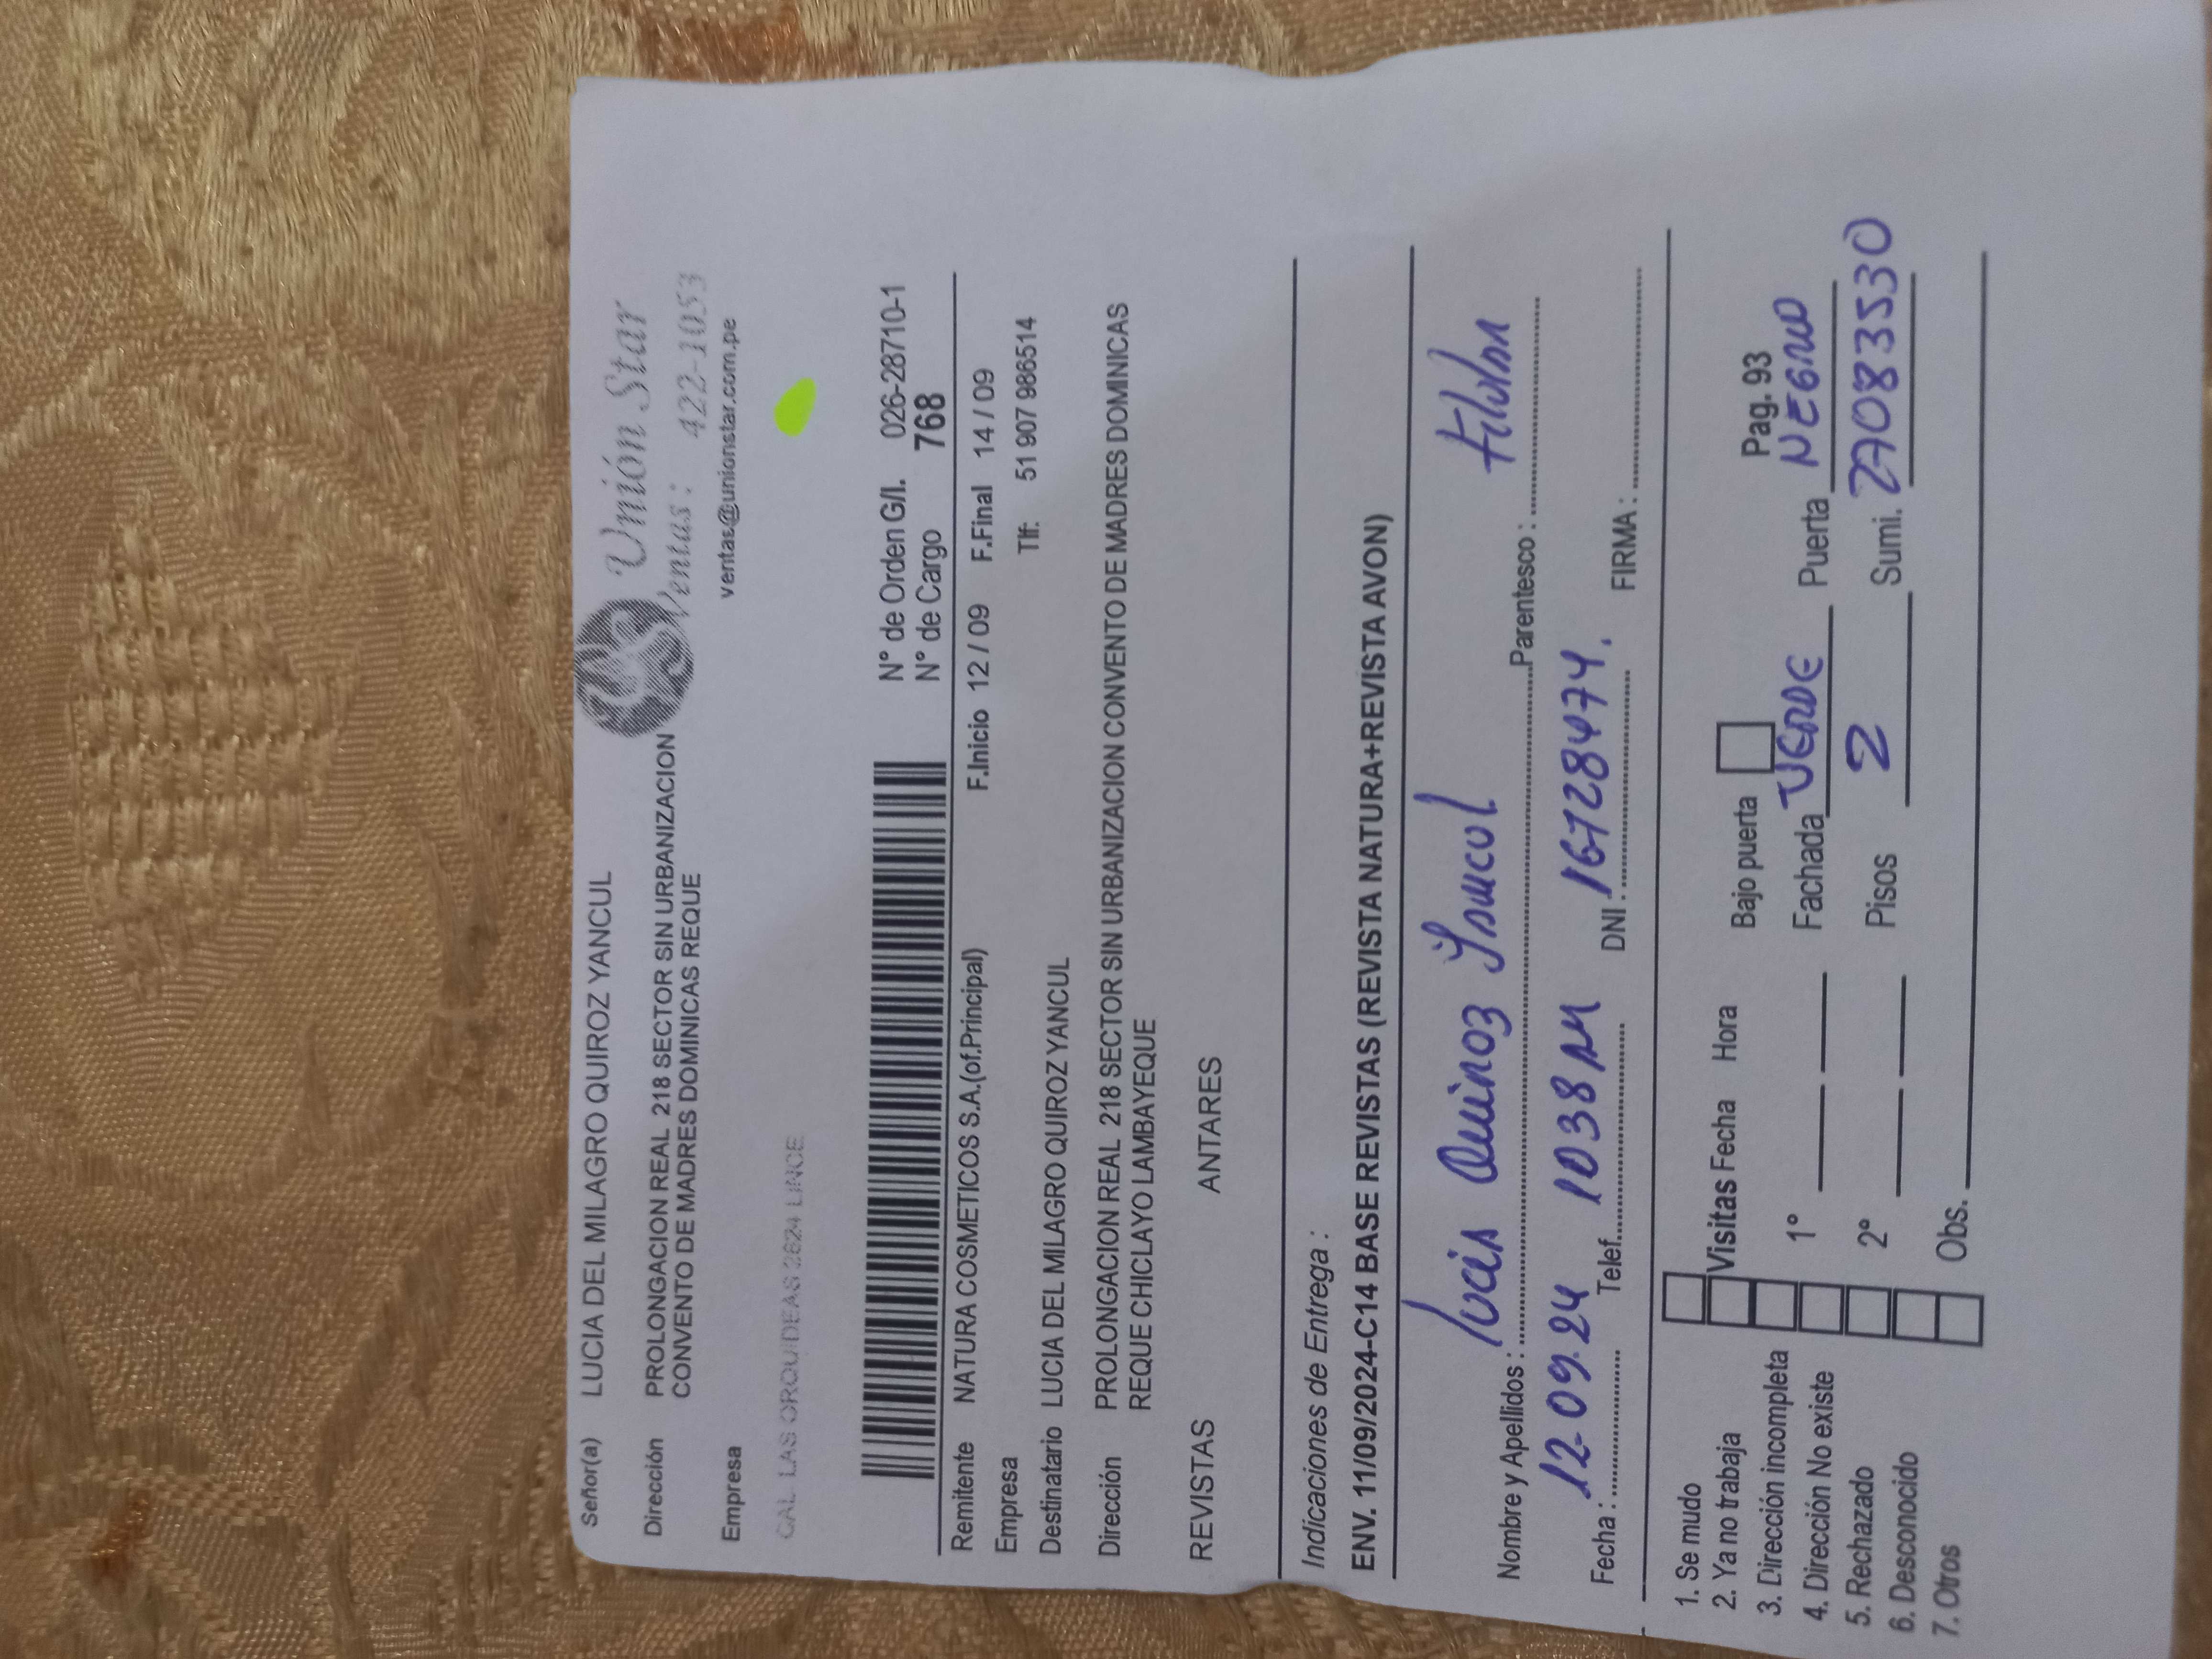 Señor(a) LUCIA DEL MILAGRO QUIROZ YANCUL
Unión Star
Dirección PROLONGACION REAL 218 SECTOR SIN URBANIZACION
CONVENTO DE MADRES DOMINICAS REQUE
Ventas: 422-1053
Empresa
ventas@unionstar.com.pe
CAL. LAS ORQUIDEAS 2624 LINCE
N° de Orden G/I. 026-28710-1
N° de Cargo 768
Remitente NATURA COSMETICOS S.A.(of.Principal) F.Inicio 12 / 09 F.Final 14 / 09
Empresa Tlf: 51 907 986514
Destinatario LUCIA DEL MILAGRO QUIROZ YANCUL
Dirección PROLONGACION REAL 218 SECTOR SIN URBANIZACION CONVENTO DE MADRES DOMINICAS
REQUE CHICLAYO LAMBAYEQUE
REVISTAS ANTARES
Indicaciones de Entrega :
ENV. 11/09/2024-C14 BASE REVISTAS (REVISTA NATURA+REVISTA AVON)
Nombre y Apellidos : Lucia Quiroz Parentesco :
Fecha : 12-09-24 Telef. 1038 AM DNI : 16728474. FIRMA :
1. Se mudo
2. Ya no trabaja Visitas Fecha Hora Bajo puerta Pag. 93
3. Dirección incompleta
4. Dirección No existe 1° Fachada VERDE Puerta NEGRO
5. Rechazado
6. Desconocido 2° Pisos 2 Sumi. 27083530
7. Otros Obs.